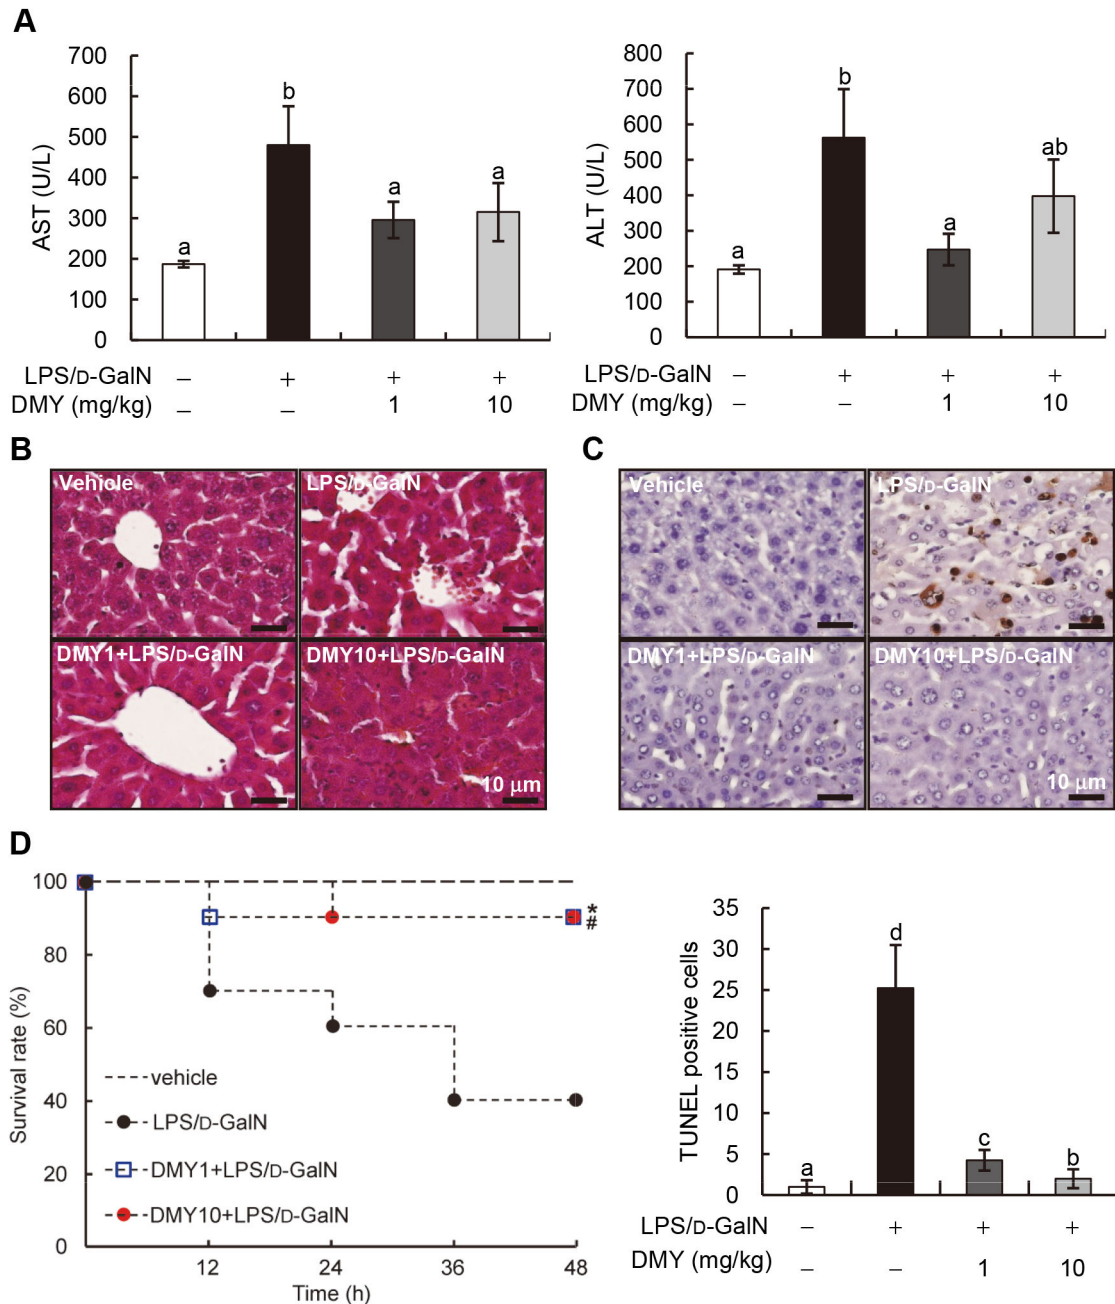 A
700
600
500
400
300
200
100
0
AST (U/L)
a
b
a
a
LPS/D-GalN − + + +
DMY (mg/kg) − − 1 10
800
700
600
500
400
300
200
100
0
ALT (U/L)
a
b
a
ab
LPS/D-GalN − + + +
DMY (mg/kg) − − 1 10
B
Vehicle
LPS/D-GalN
DMY1+LPS/D-GalN
DMY10+LPS/D-GalN
10 μm
C
Vehicle
LPS/D-GalN
DMY1+LPS/D-GalN
DMY10+LPS/D-GalN
10 μm
D
100
80
60
40
20
0
Survival rate (%)
*
#
vehicle
LPS/D-GalN
DMY1+LPS/D-GalN
DMY10+LPS/D-GalN
12 24 36 48
Time (h)
35
30
25
20
15
10
5
0
TUNEL positive cells
a
d
c
b
LPS/D-GalN − + + +
DMY (mg/kg) − − 1 10